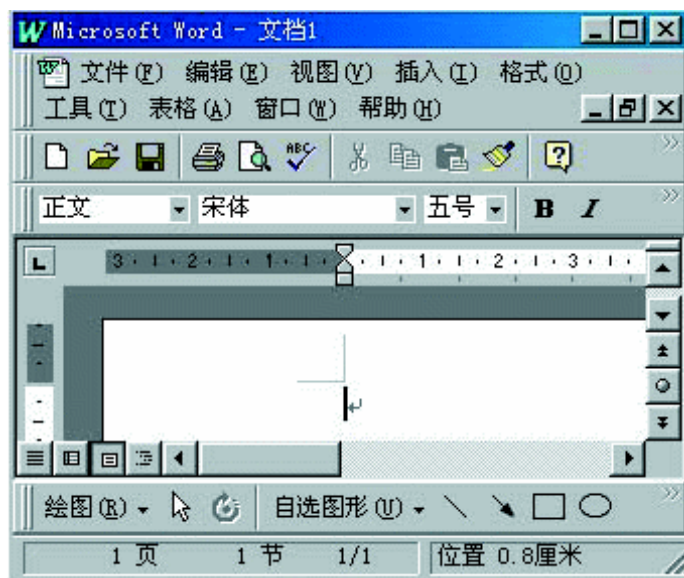 Microsoft Word - 文档1
文件(F) 编辑(E) 视图(V) 插入(I) 格式(O)
工具(T) 表格(A) 窗口(W) 帮助(H)
ABC
正文 宋体 五号 B I
L 3 2 1 1 2 3
绘图(R) 自选图形(U)
1 页 1 节 1/1 位置 0.8厘米